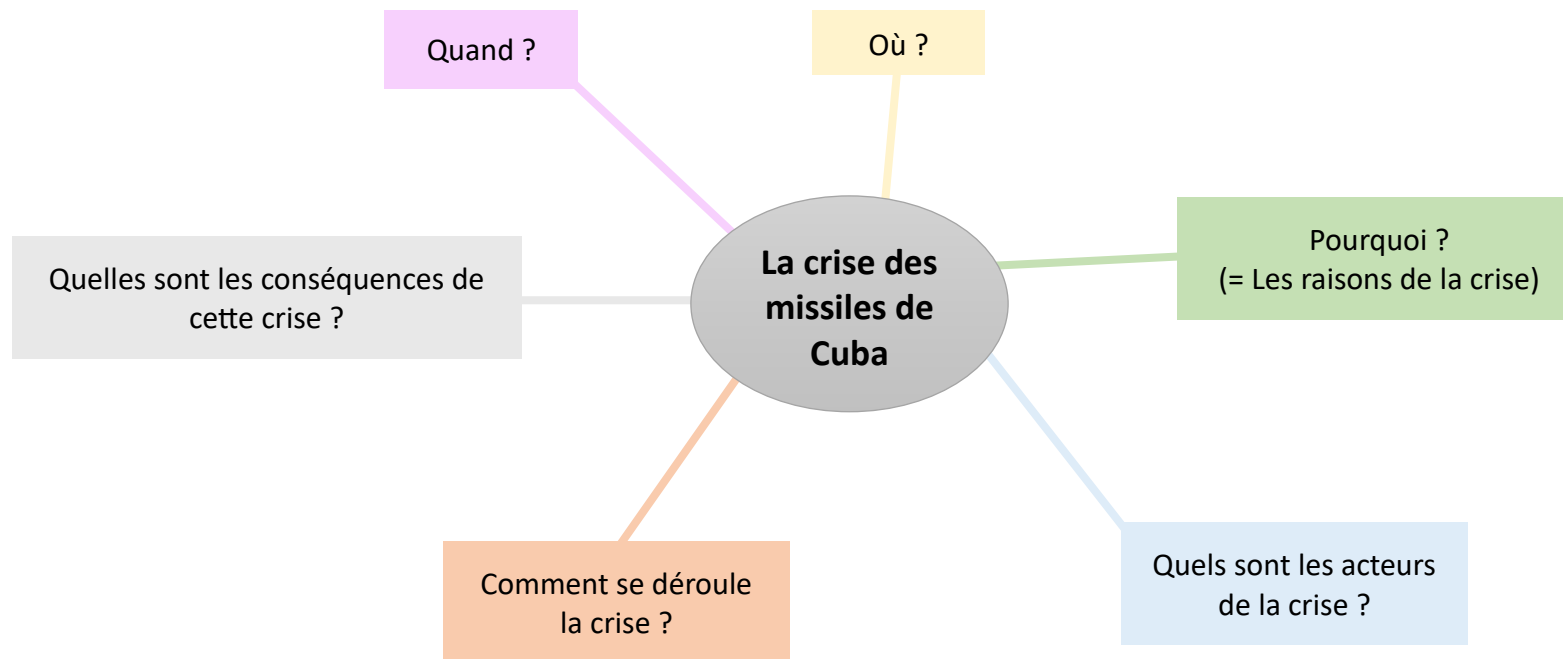 Quand ?
Où ?
La crise des
missiles de
Cuba
Pourquoi ?
(= Les raisons de la crise)
Quelles sont les conséquences de
cette crise ?
Comment se déroule
la crise ?
Quels sont les acteurs
de la crise ?